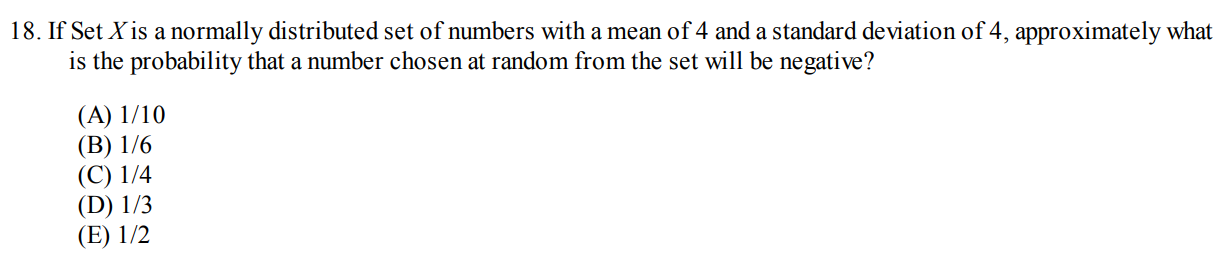 18. If Set X is a normally distributed set of numbers with a mean of 4 and a standard deviation of 4, approximately what
is the probability that a number chosen at random from the set will be negative?
(A) 1/10
(B) 1/6
(C) 1/4
(D) 1/3
(E) 1/2